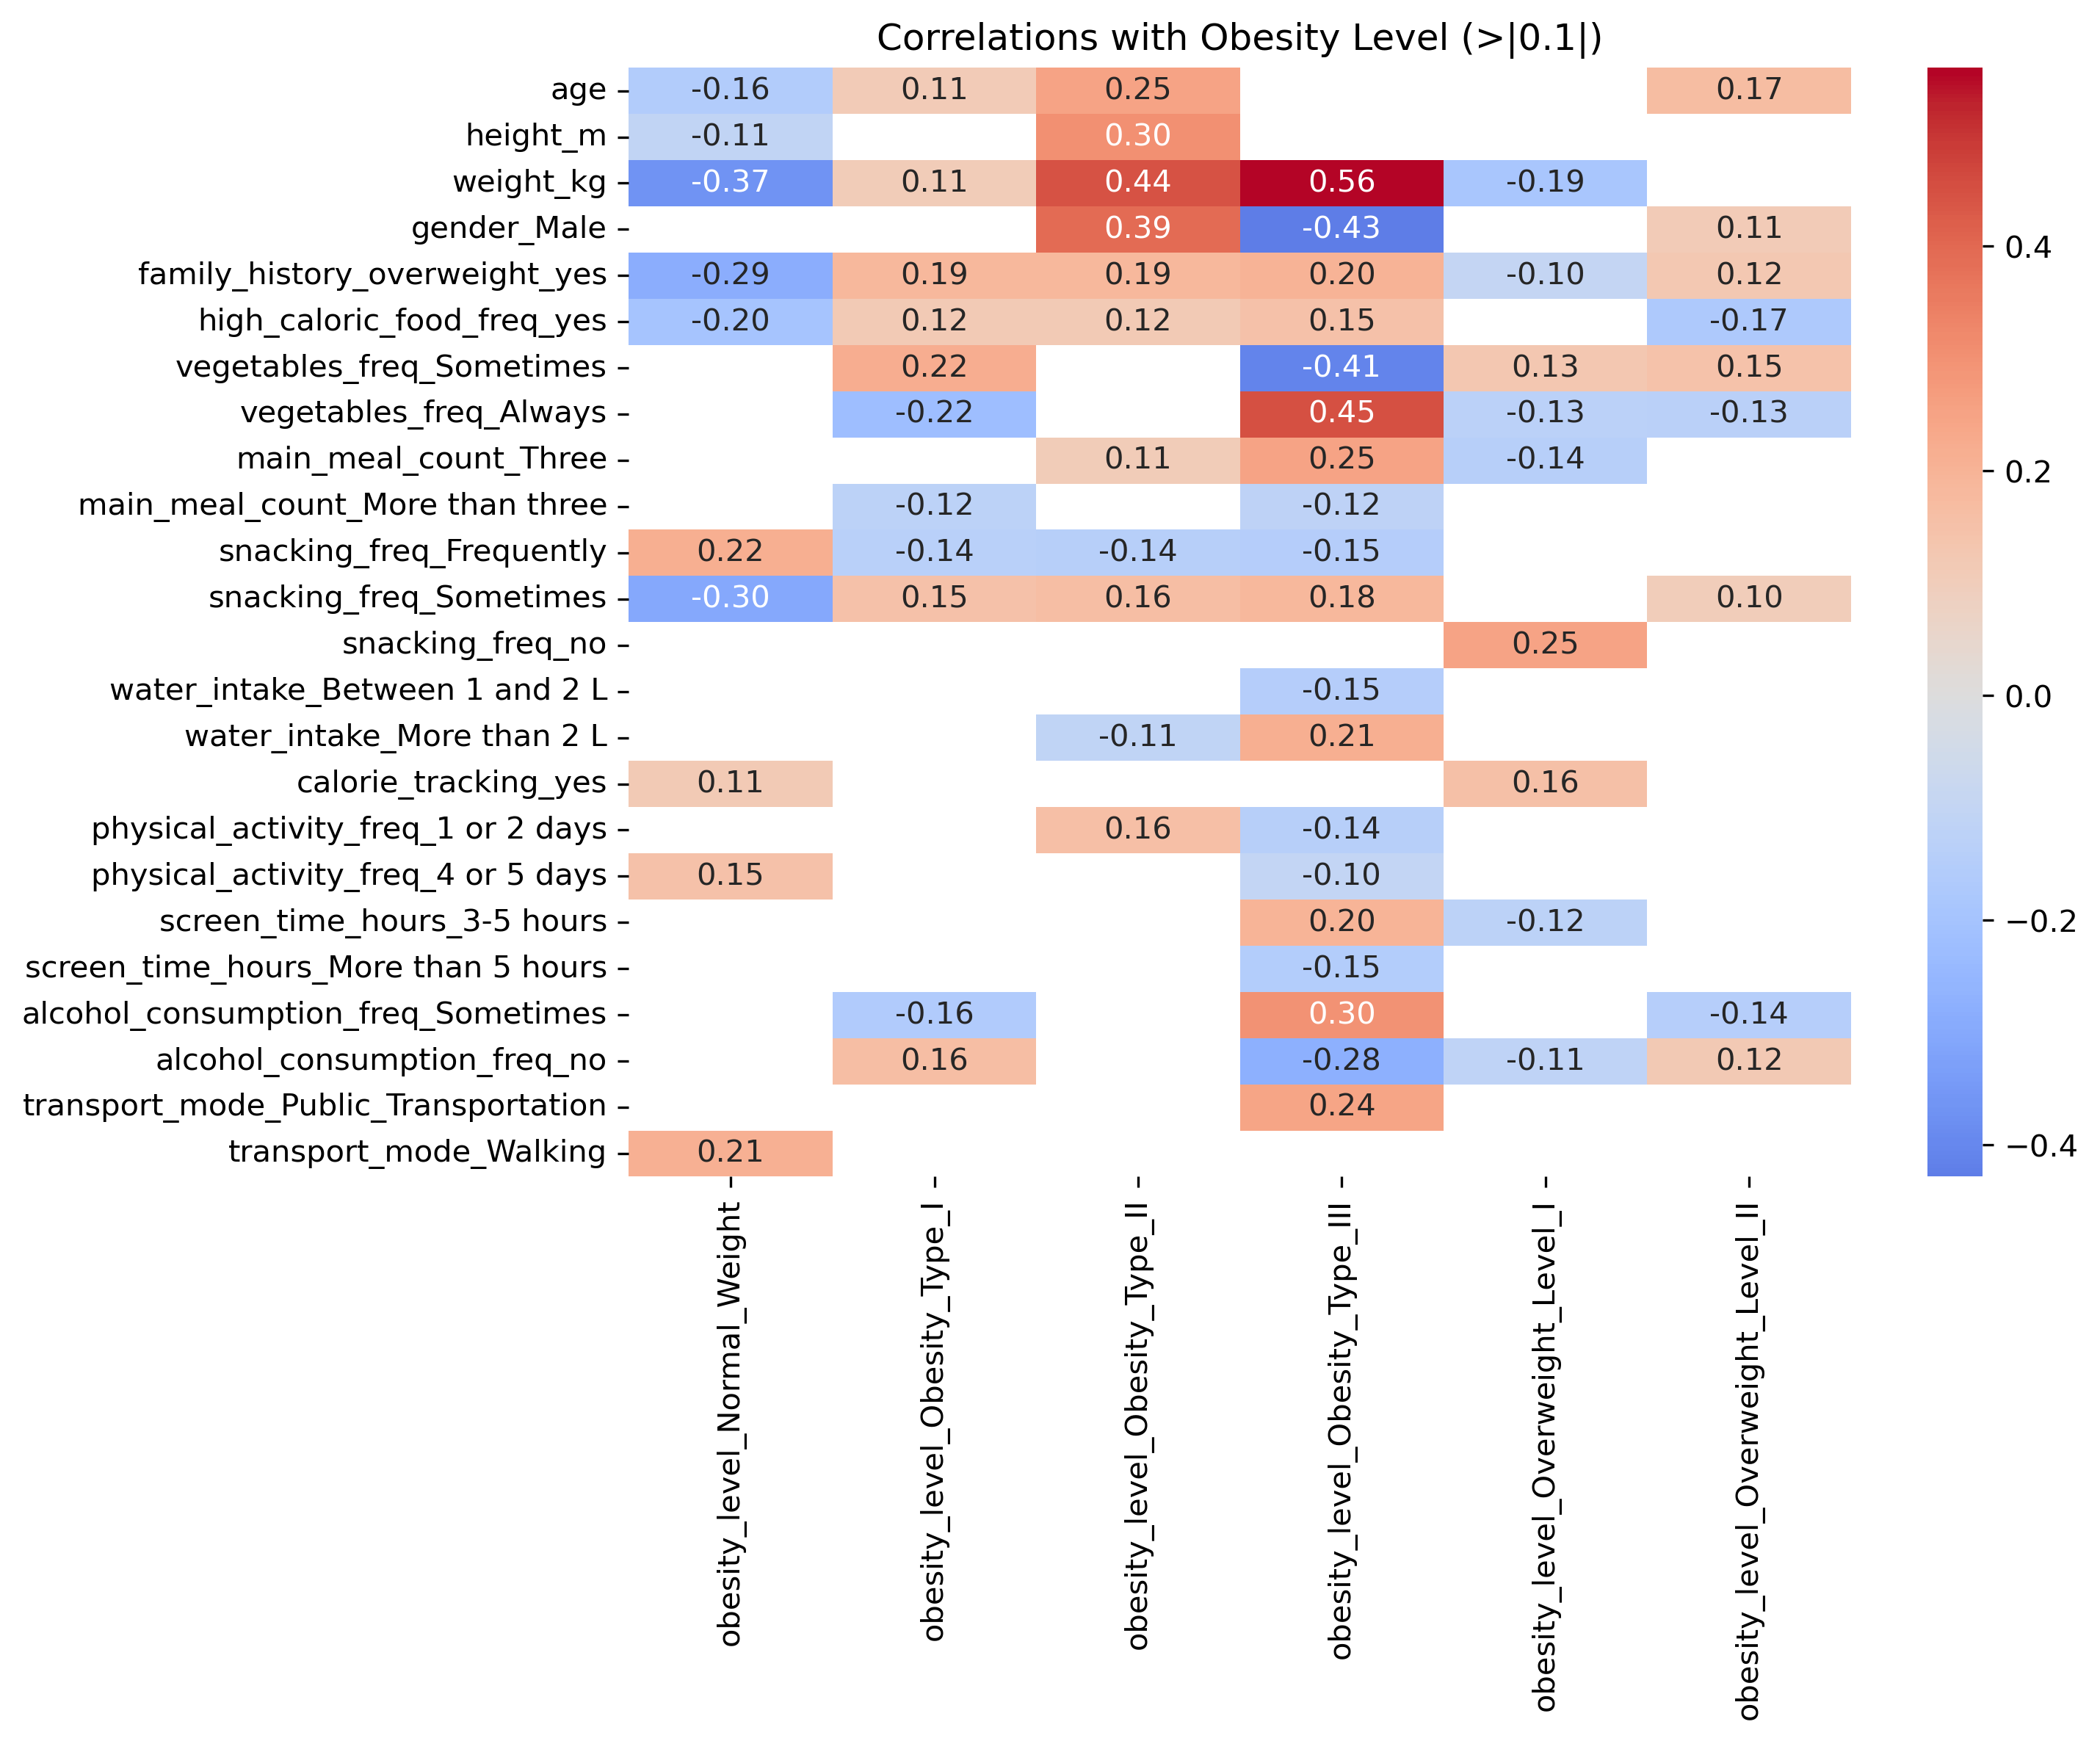 Correlations with Obesity Level (>|0.1|)
age -0.16 0.11 0.25 0.17
height_m -0.11 0.30
weight_kg -0.37 0.11 0.44 0.56 -0.19
gender_Male 0.39 -0.43 0.11
family_history_overweight_yes -0.29 0.19 0.19 0.20 -0.10 0.12
high_caloric_food_freq_yes -0.20 0.12 0.12 0.15 -0.17
vegetables_freq_Sometimes 0.22 -0.41 0.13 0.15
vegetables_freq_Always -0.22 0.45 -0.13 -0.13
main_meal_count_Three 0.11 0.25 -0.14
main_meal_count_More than three -0.12 -0.12
snacking_freq_Frequently 0.22 -0.14 -0.14 -0.15
snacking_freq_Sometimes -0.30 0.15 0.16 0.18 0.10
snacking_freq_no 0.25
water_intake_Between 1 and 2 L -0.15
water_intake_More than 2 L -0.11 0.21
calorie_tracking_yes 0.11 0.16
physical_activity_freq_1 or 2 days 0.16 -0.14
physical_activity_freq_4 or 5 days 0.15 -0.10
screen_time_hours_3-5 hours 0.20 -0.12
screen_time_hours_More than 5 hours -0.15
alcohol_consumption_freq_Sometimes -0.16 0.30 -0.14
alcohol_consumption_freq_no 0.16 -0.28 -0.11 0.12
transport_mode_Public_Transportation 0.24
transport_mode_Walking 0.21
obesity_level_Normal_Weight
obesity_level_Obesity_Type_I
obesity_level_Obesity_Type_II
obesity_level_Obesity_Type_III
obesity_level_Overweight_Level_I
obesity_level_Overweight_Level_II
0.4
0.2
0.0
−0.2
−0.4